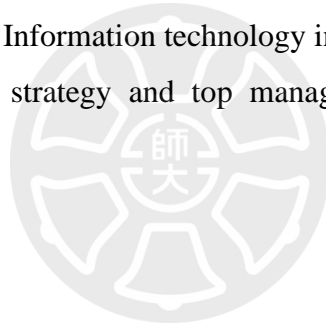 Information technology in
strategy and top manag
師
大